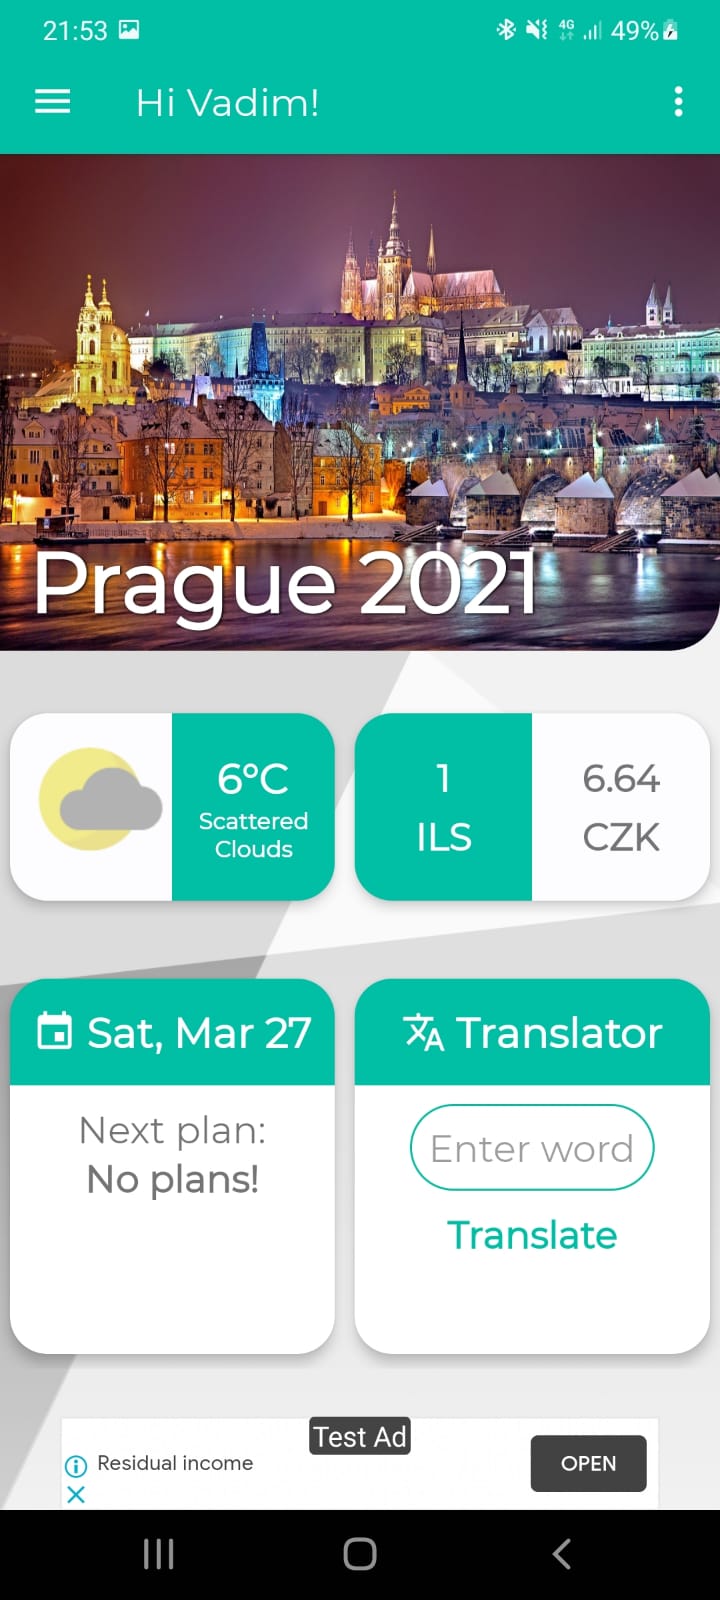 21:53 4G 49%
Hi Vadim!
Prague 2021
6°C
Scattered
Clouds
1
ILS
6.64
CZK
Sat, Mar 27
Next plan:
No plans!
Translator
Enter word
Translate
Test Ad
Residual income
OPEN